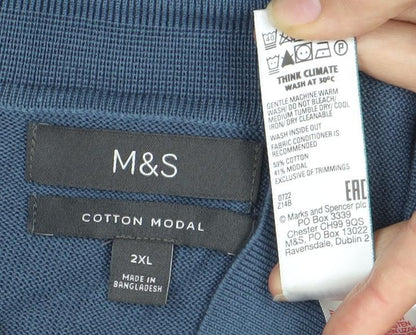 M&S
COTTON MODAL
2XL
MADE IN
BANGLADESH
40
THINK CLIMATE
WASH AT 30°C
GENTLE MACHINE WARM
WASH/ DO NOT BLEACH/
MEDIUM TUMBLE DRY/ COOL
IRON/DRY CLEANABLE
WASH INSIDE OUT
FABRIC CONDITIONER IS
RECOMMENDED
59% COTTON
41% MODAL
EXCLUSIVE OF TRIMMINGS
0722
Z14B
EAC
© Marks and Spencer plc
PO Box 3339
Chester CH99 9QS
M&S, PO Box 13022
Ravensdale, Dublin 2